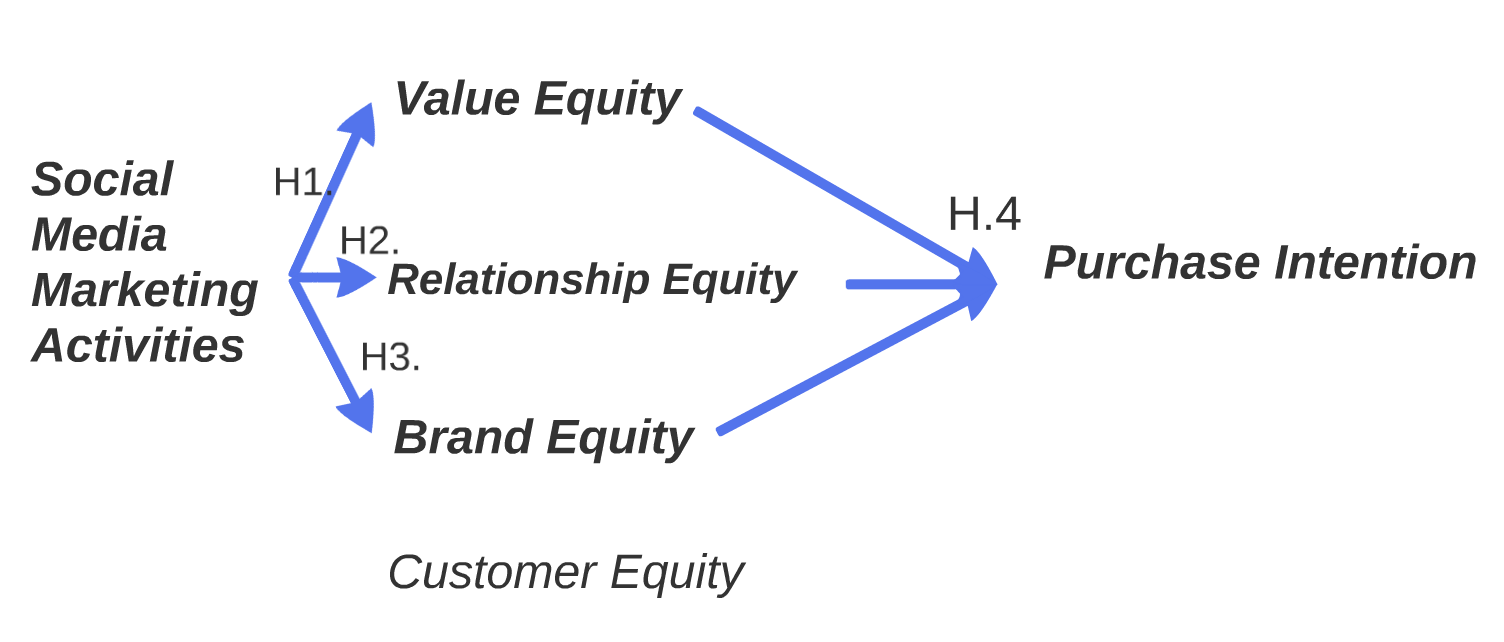 Value Equity
Social
Media
Marketing
Activities
H1.
H2.
H3.
Relationship Equity
Brand Equity
H.4
Purchase Intention
Customer Equity